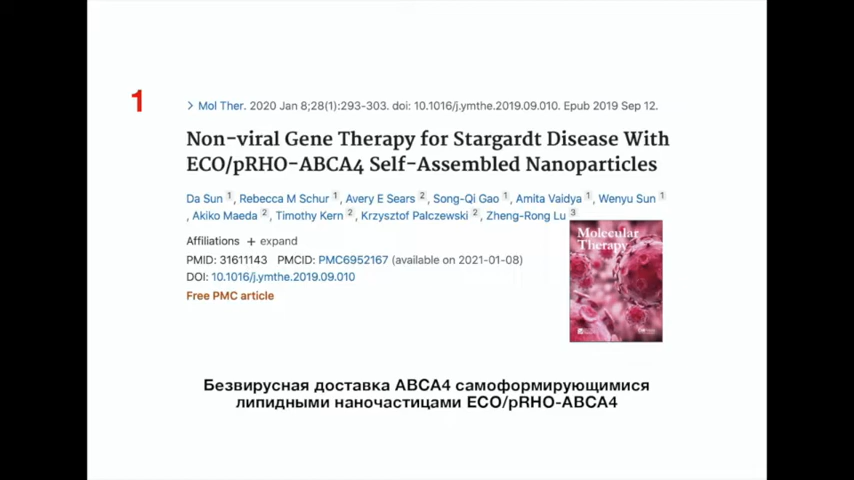 1
Mol Ther. 2020 Jan 8;28(1):293-303. doi: 10.1016/j.ymthe.2019.09.010. Epub 2019 Sep 12.
Non-viral Gene Therapy for Stargardt Disease With
ECO/pRHO-ABCA4 Self-Assembled Nanoparticles
Da Sun 1, Rebecca M Schur 1, Avery E Sears 2, Song-Qi Gao 1, Amita Vaidya 1, Wenyu Sun 1
, Akiko Maeda 2, Timothy Kern 2, Krzysztof Palczewski 2, Zheng-Rong Lu 3
Affiliations + expand
PMID: 31611143 PMCID: PMC6952167 (available on 2021-01-08)
DOI: 10.1016/j.ymthe.2019.09.010
Free PMC article
Molecular
Therapy
Безвирусная доставка ABCA4 самоформирующимися
липидными наночастицами ECO/pRHO-ABCA4